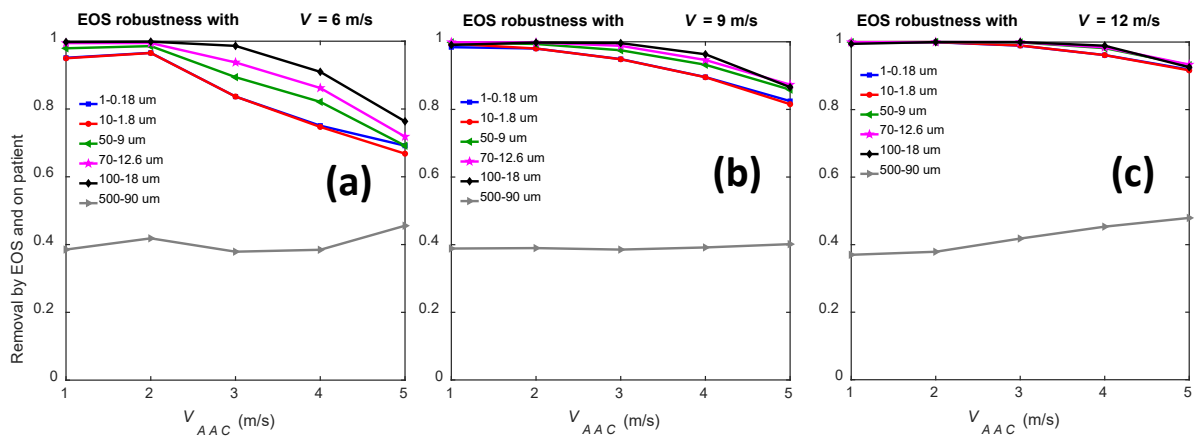 EOS robustness with V = 6 m/s
EOS robustness with V = 9 m/s
EOS robustness with V = 12 m/s
Removal by EOS and on patient
1
0.8
0.6
0.4
0.2
0
1-0.18 um
10-1.8 um
50-9 um
70-12.6 um
100-18 um
500-90 um
(a)
1 2 3 4 5
V AAC (m/s)
1
0.8
0.6
0.4
0.2
0
1-0.18 um
10-1.8 um
50-9 um
70-12.6 um
100-18 um
500-90 um
(b)
1 2 3 4 5
V AAC (m/s)
1
0.8
0.6
0.4
0.2
0
1-0.18 um
10-1.8 um
50-9 um
70-12.6 um
100-18 um
500-90 um
(c)
1 2 3 4 5
V AAC (m/s)